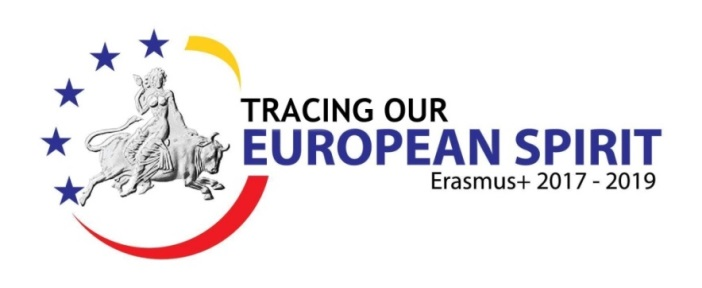 TRACING OUR
EUROPEAN SPIRIT
Erasmus+ 2017 - 2019